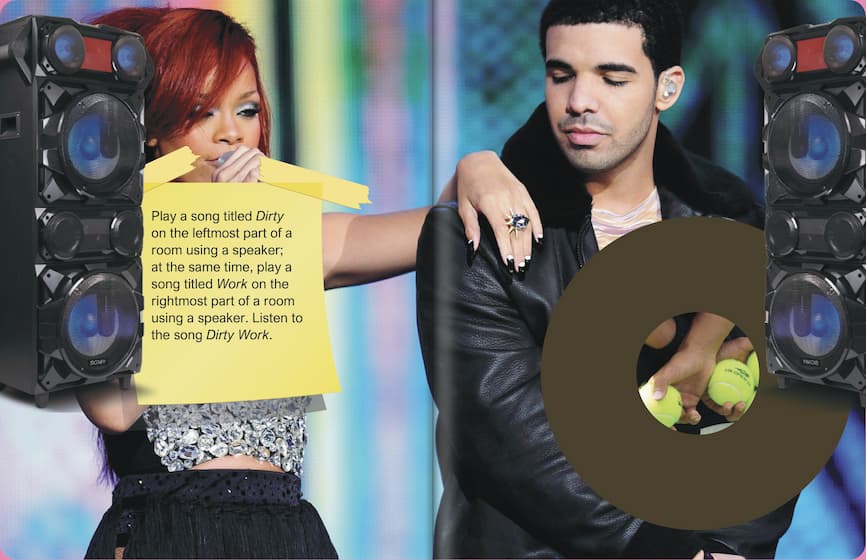 Play a song titled Dirty
on the leftmost part of a
room using a speaker;
at the same time, play a
song titled Work on the
rightmost part of a room
using a speaker. Listen to
the song Dirty Work.
SONY